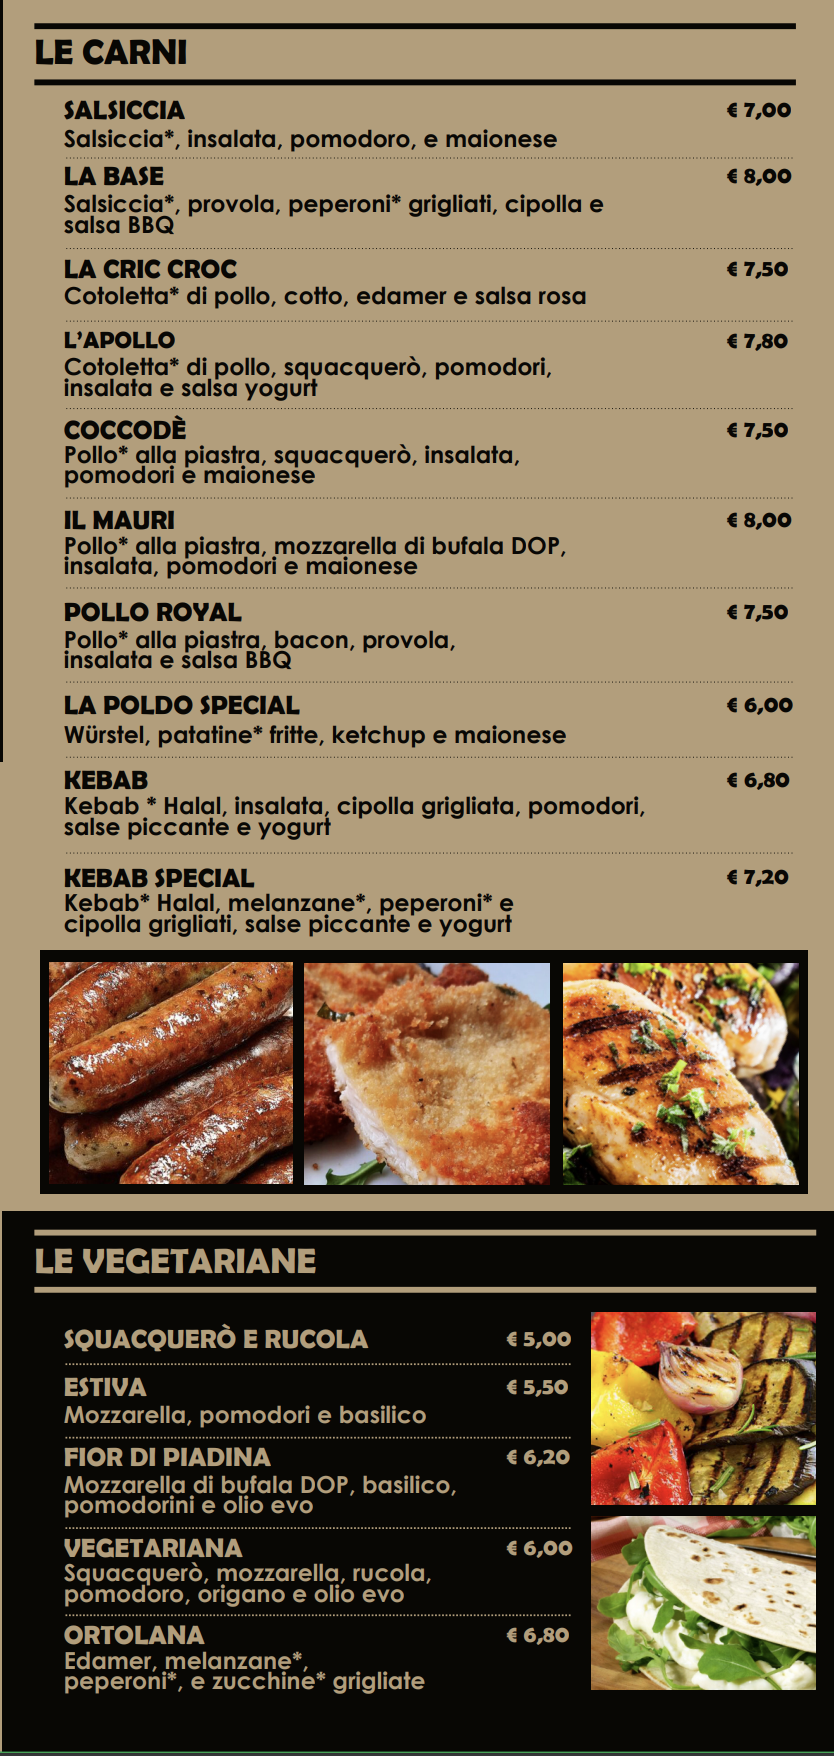 LE CARNI
SALSICCIA € 7,00
Salsiccia*, insalata, pomodoro, e maionese
LA BASE € 8,00
Salsiccia*, provola, peperoni* grigliati, cipolla e
salsa BBQ
LA CRIC CROC € 7,50
Cotoletta* di pollo, cotto, edamer e salsa rosa
L'APOLLO € 7,80
Cotoletta* di pollo, squacquerò, pomodori,
insalata e salsa yogurt
COCCODÈ € 7,50
Pollo* alla piastra, squacquerò, insalata,
pomodori e maionese
IL MAURI € 8,00
Pollo* alla piastra, mozzarella di bufala DOP,
insalata, pomodori e maionese
POLLO ROYAL € 7,50
Pollo* alla piastra, bacon, provola,
insalata e salsa BBQ
LA POLDO SPECIAL € 6,00
Würstel, patatine* fritte, ketchup e maionese
KEBAB € 6,80
Kebab * Halal, insalata, cipolla grigliata, pomodori,
salse piccante e yogurt
KEBAB SPECIAL € 7,20
Kebab* Halal, melanzane*, peperoni* e
cipolla grigliati, salse piccante e yogurt
LE VEGETARIANE
SQUACQUERÒ E RUCOLA € 5,00
ESTIVA € 5,50
Mozzarella, pomodori e basilico
FIOR DI PIADINA € 6,20
Mozzarella di bufala DOP, basilico,
pomodorini e olio evo
VEGETARIANA € 6,00
Squacquerò, mozzarella, rucola,
pomodoro, origano e olio evo
ORTOLANA € 6,80
Edamer, melanzane*,
peperoni*, e zucchine* grigliate